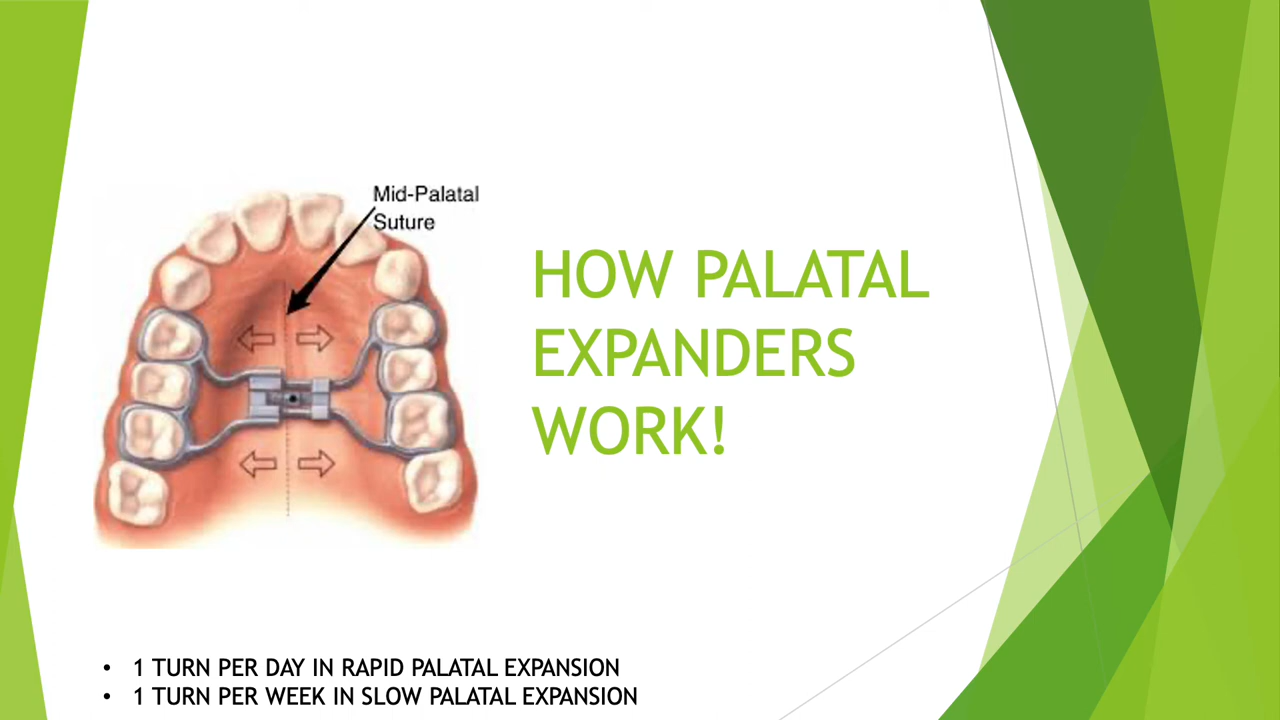 Mid-Palatal
Suture
HOW PALATAL
EXPANDERS
WORK!
• 1 TURN PER DAY IN RAPID PALATAL EXPANSION
• 1 TURN PER WEEK IN SLOW PALATAL EXPANSION